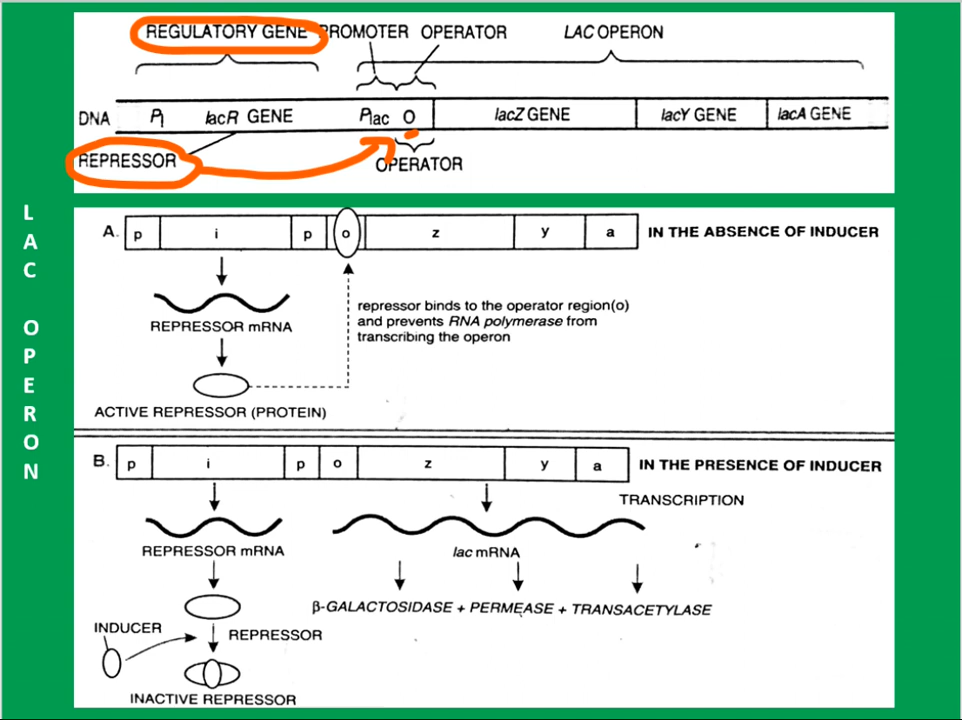 LAC OPERON
REGULATORY GENE PROMOTER OPERATOR LAC OPERON
DNA P₁ lacR GENE Plac O lacZ GENE lacY GENE lacA GENE
REPRESSOR OPERATOR
A. p i p o z y a IN THE ABSENCE OF INDUCER
repressor binds to the operator region(o)
and prevents RNA polymerase from
transcribing the operon
REPRESSOR mRNA
ACTIVE REPRESSOR (PROTEIN)
B. p i p o z y a IN THE PRESENCE OF INDUCER
TRANSCRIPTION
REPRESSOR mRNA lac mRNA
β-GALACTOSIDASE + PERMEASE + TRANSACETYLASE
INDUCER REPRESSOR
INACTIVE REPRESSOR